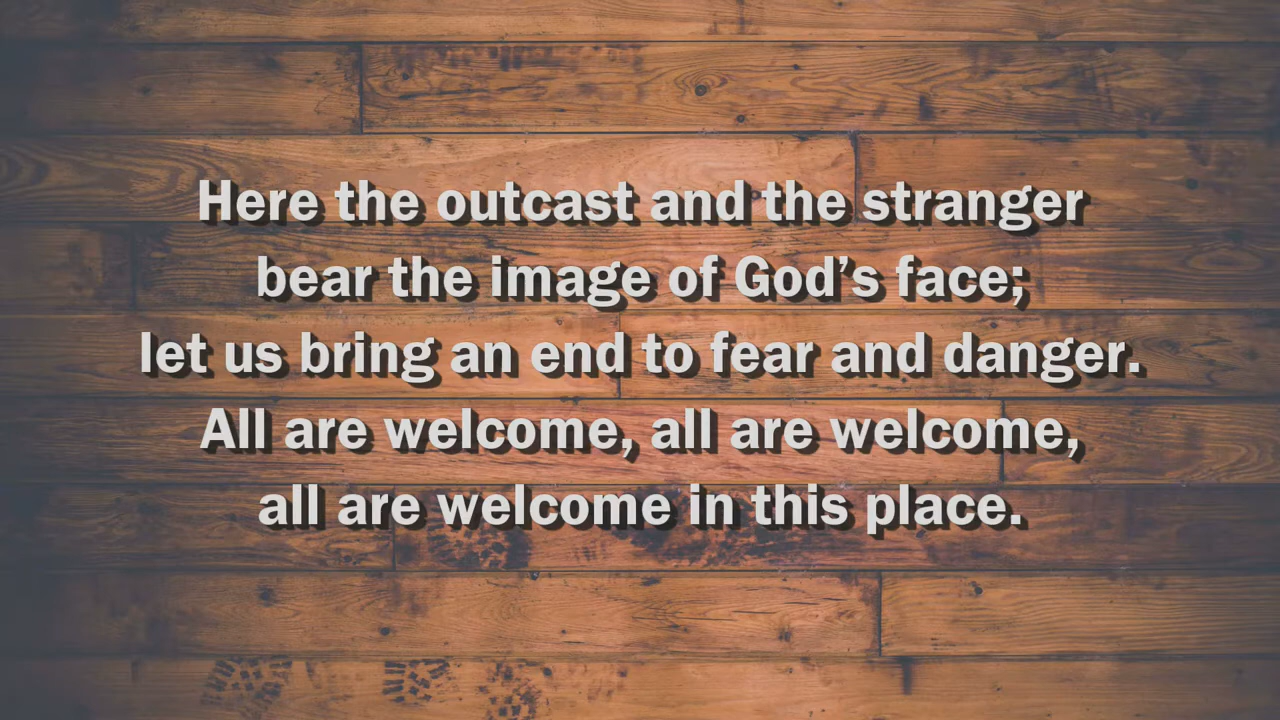 Here the outcast and the stranger
bear the image of God’s face;
let us bring an end to fear and danger.
All are welcome, all are welcome,
all are welcome in this place.